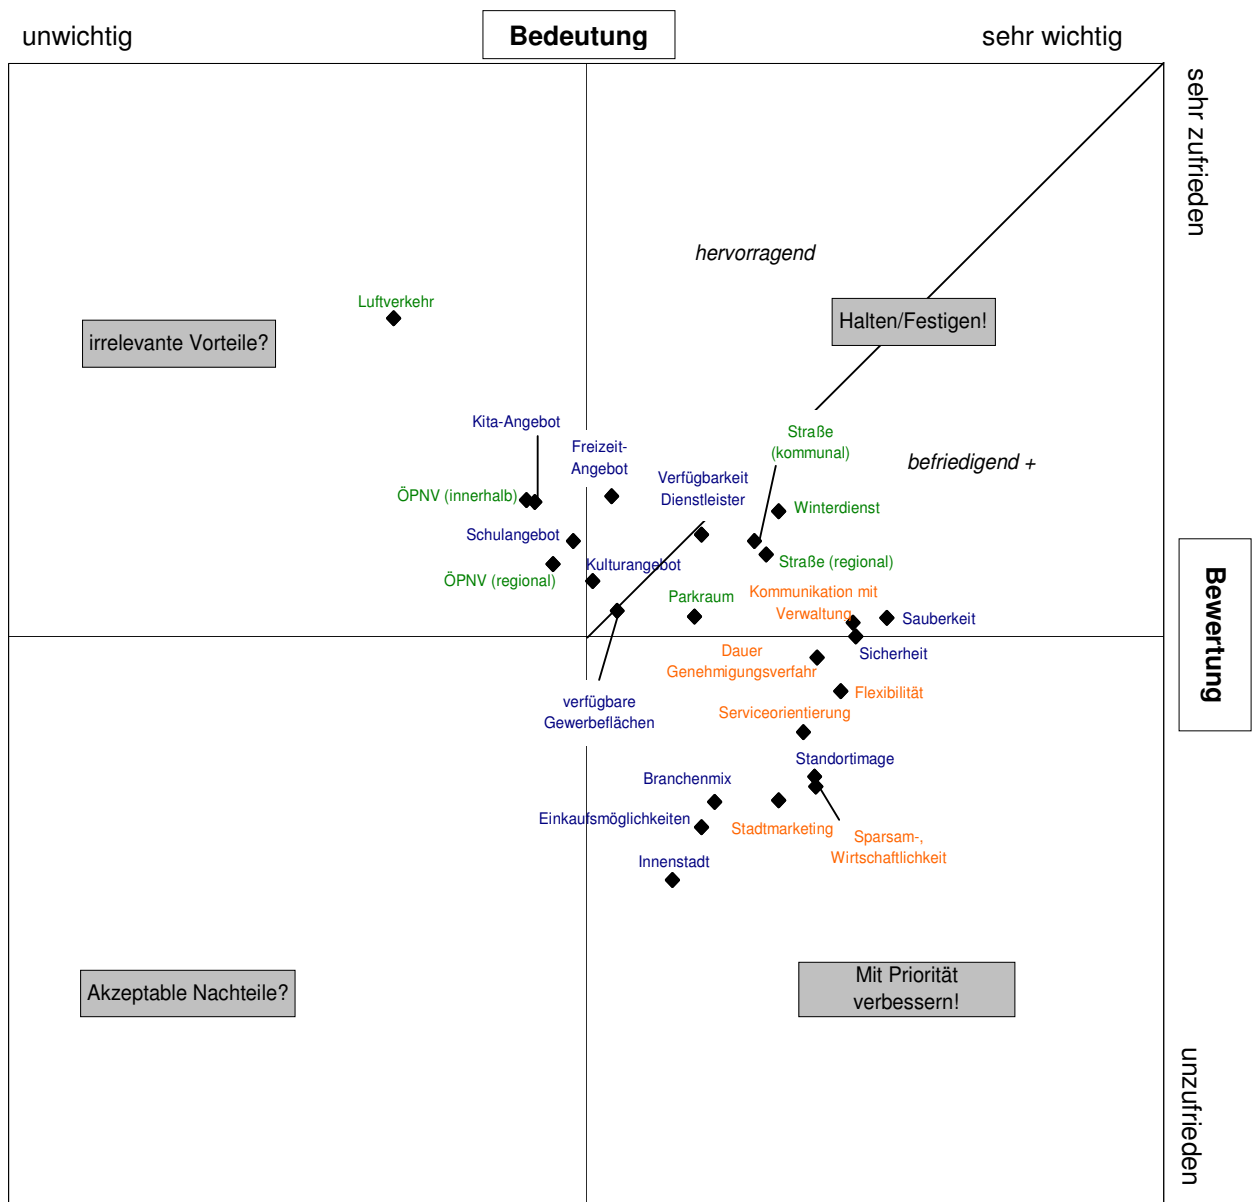 unwichtig
Bedeutung
sehr wichtig
sehr zufrieden
hervorragend
Luftverkehr
Halten/Festigen!
irrelevante Vorteile?
Kita-Angebot
Straße
(kommunal)
Freizeit-
Angebot
befriedigend +
Verfügbarkeit
Dienstleister
ÖPNV (innerhalb)
Winterdienst
Schulangebot
Kulturangebot
Straße (regional)
ÖPNV (regional)
Parkraum
Kommunikation mit
Verwaltung
Sauberkeit
Bewertung
Dauer
Genehmigungsverfahr
Sicherheit
Flexibilität
verfügbare
Gewerbeflächen
Serviceorientierung
Standortimage
Branchenmix
Einkaufsmöglichkeiten
Stadtmarketing
Sparsam-,
Wirtschaftlichkeit
Innenstadt
Akzeptable Nachteile?
Mit Priorität
verbessern!
unzufrieden